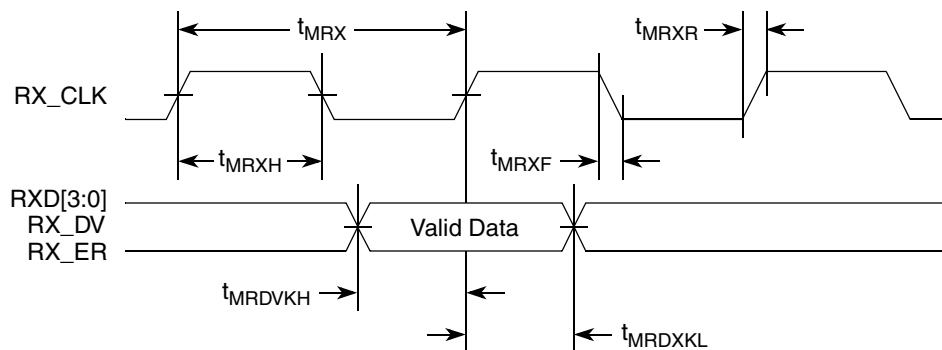 tMRX
tMRXR
RX_CLK
tMRXH
tMRXF
RXD[3:0]
RX_DV
RX_ER
Valid Data
tMRDVKH
tMRDXKL